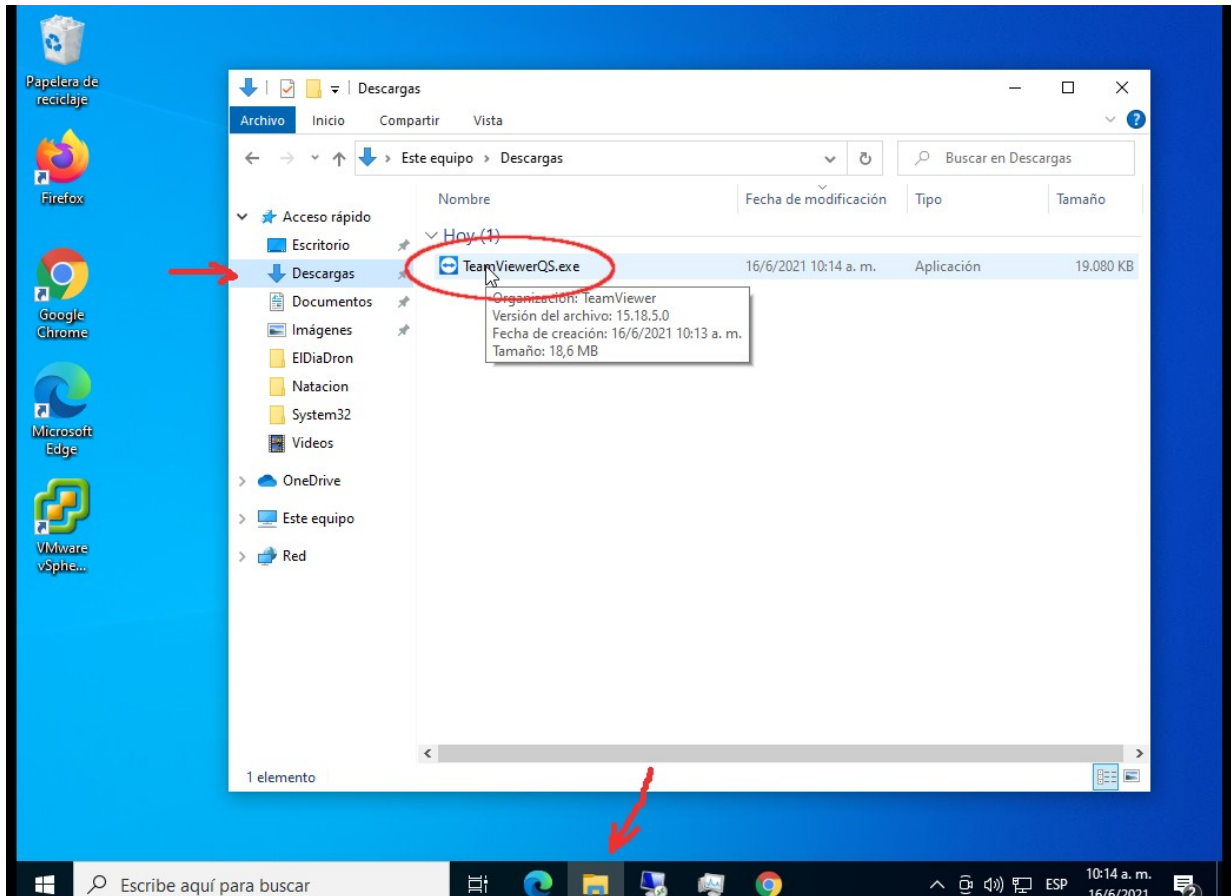 Papelera de
reciclaje
Firefox
Google
Chrome
Microsoft
Edge
VMware
vSphe...
Descargas
Archivo Inicio Compartir Vista
Este equipo > Descargas
Buscar en Descargas
Acceso rápido
Escritorio
Descargas
Documentos
Imágenes
ElDiaDron
Natacion
System32
Videos
OneDrive
Este equipo
Red
Nombre Fecha de modificación Tipo Tamaño
Hoy (1)
TeamViewerQS.exe 16/6/2021 10:14 a. m. Aplicación 19.080 KB
Organización: TeamViewer
Versión del archivo: 15.18.5.0
Fecha de creación: 16/6/2021 10:13 a. m.
Tamaño: 18,6 MB
1 elemento
Escribe aquí para buscar
ESP
10:14 a. m.
16/6/2021
2